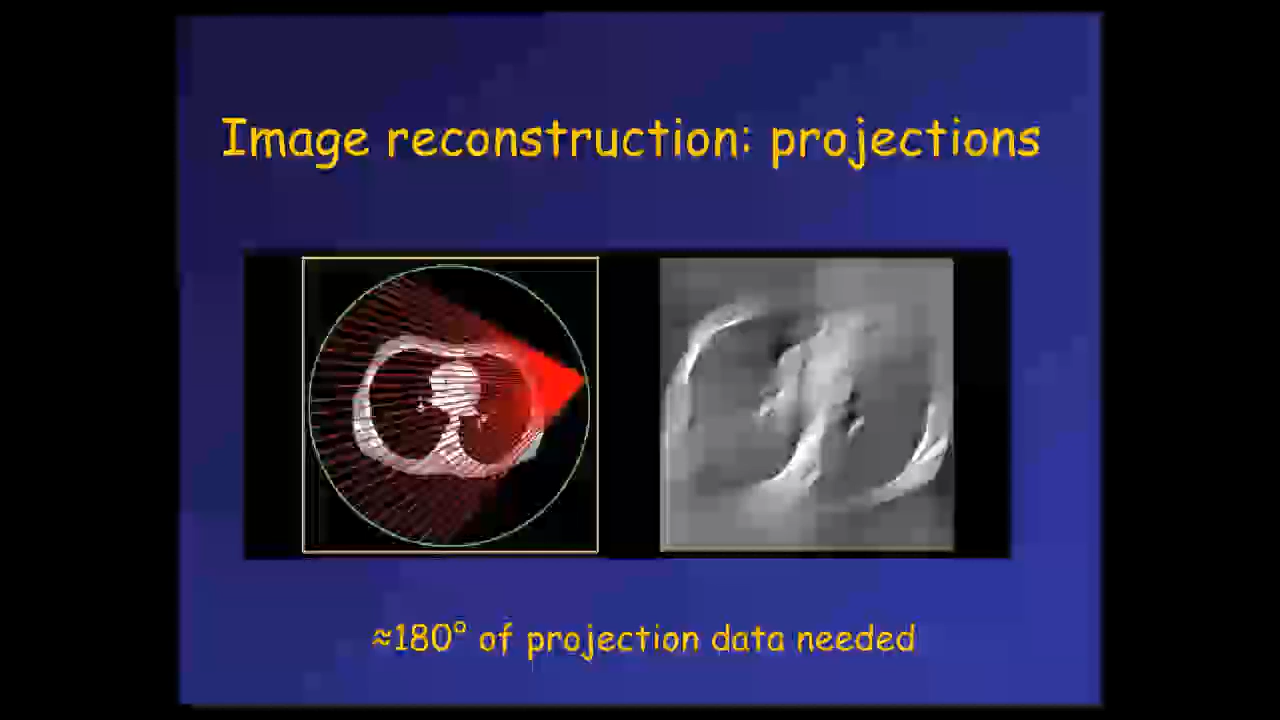 Image reconstruction: projections
≈180° of projection data needed